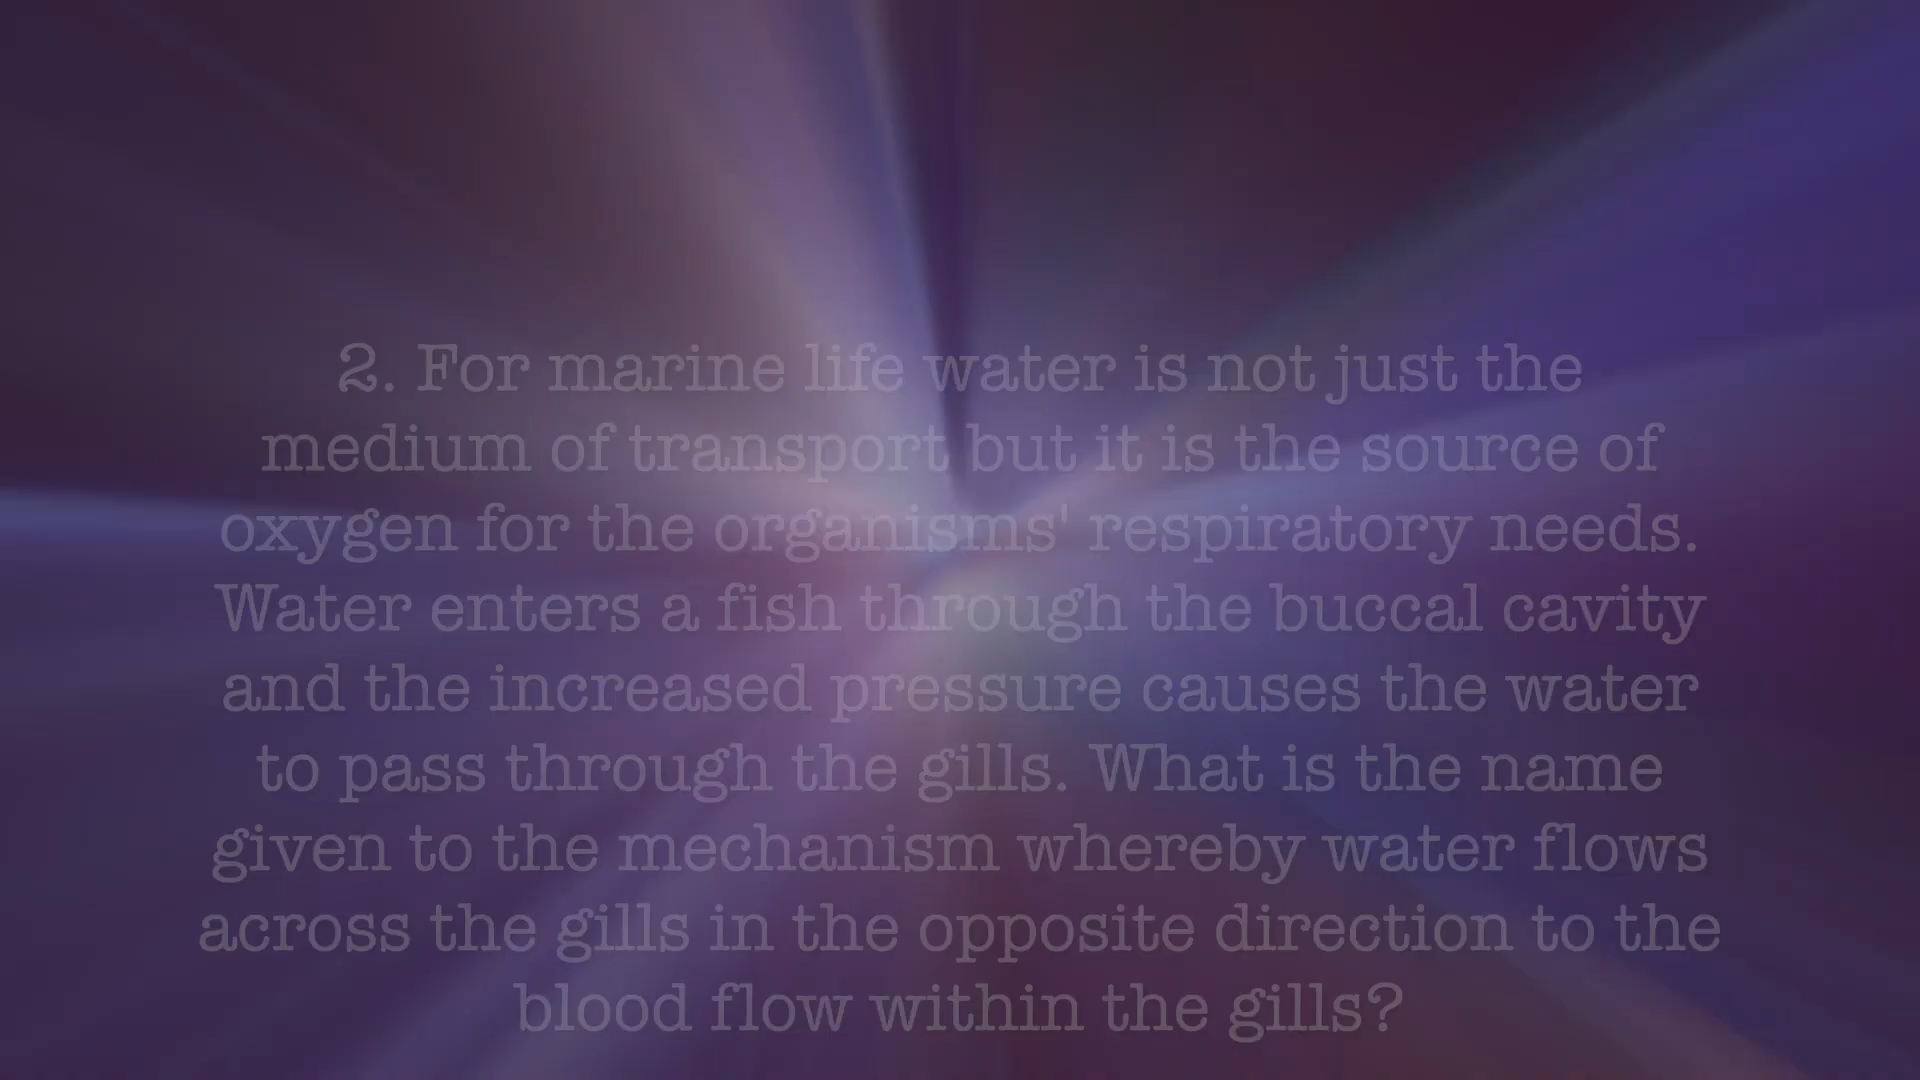 2. For marine life water is not just the
medium of transport but it is the source of
oxygen for the organisms' respiratory needs.
Water enters a fish through the buccal cavity
and the increased pressure causes the water
to pass through the gills. What is the name
given to the mechanism whereby water flows
across the gills in the opposite direction to the
blood flow within the gills?